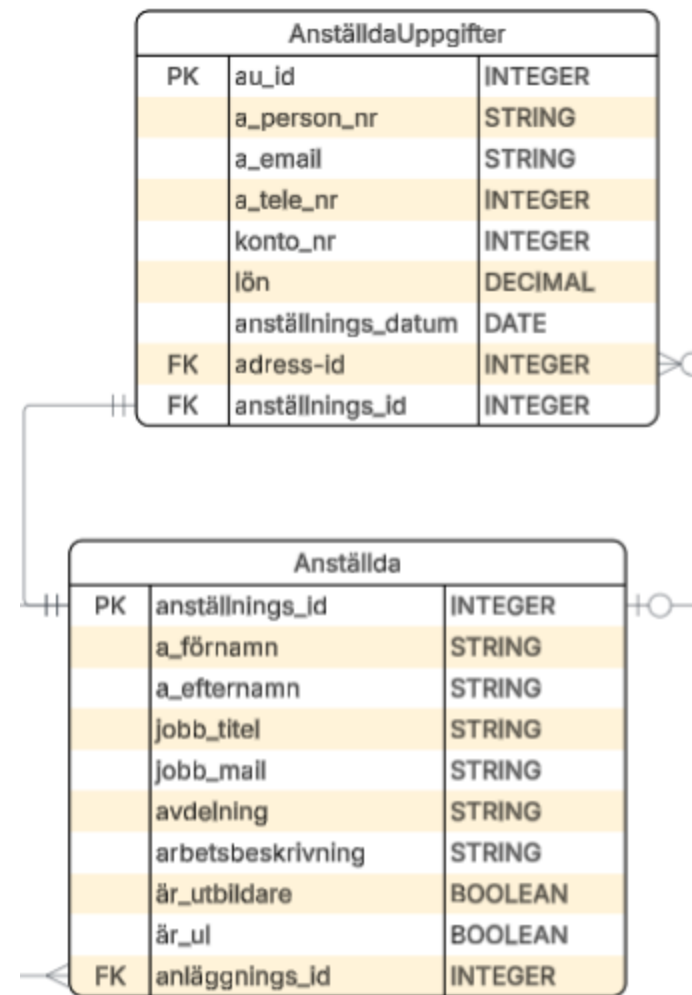 AnställdaUppgifter
PK au_id INTEGER
a_person_nr STRING
a_email STRING
a_tele_nr INTEGER
konto_nr INTEGER
lön DECIMAL
anställnings_datum DATE
FK adress-id INTEGER
FK anställnings_id INTEGER
Anställda
PK anställnings_id INTEGER
a_förnamn STRING
a_efternamn STRING
jobb_titel STRING
jobb_mail STRING
avdelning STRING
arbetsbeskrivning STRING
är_utbildare BOOLEAN
är_ul BOOLEAN
FK anläggnings_id INTEGER